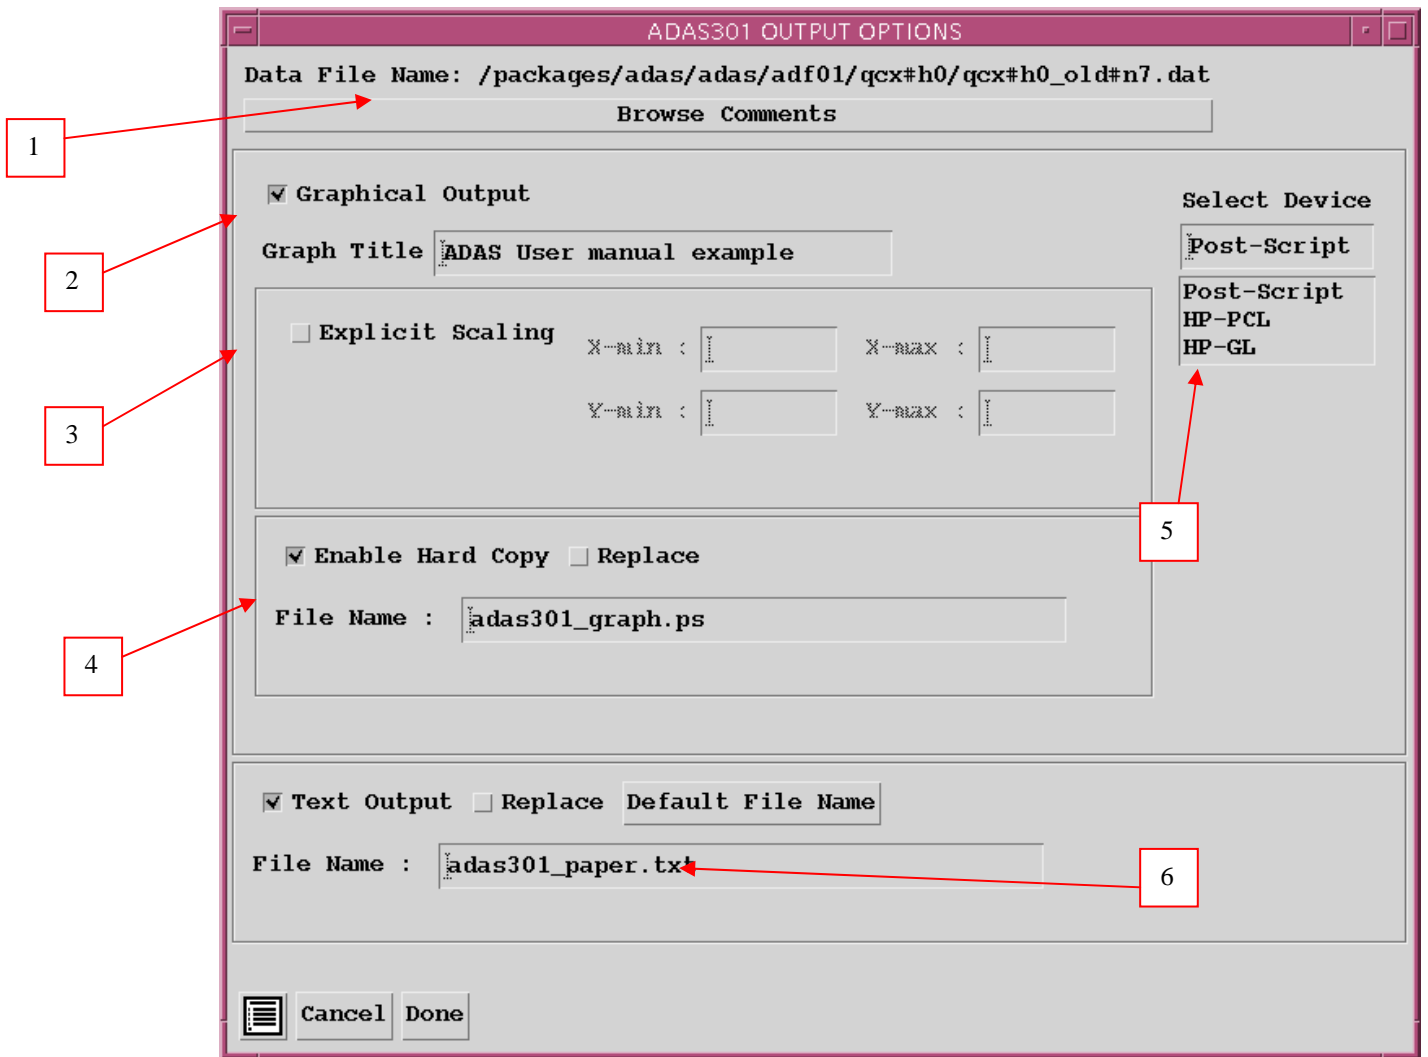 ADAS301 OUTPUT OPTIONS
Data File Name: /packages/adas/adas/adf01/qcx#h0/qcx#h0_old#n7.dat
Browse Comments
1
Graphical Output
Select Device
2
Graph Title ADAS User manual example
Post-Script
Post-Script
HP-PCL
HP-GL
3
Explicit Scaling
X-min :
X-max :
Y-min :
Y-max :
5
Enable Hard Copy Replace
4
File Name : adas301_graph.ps
Text Output Replace Default File Name
File Name : adas301_paper.txt
6
Cancel Done